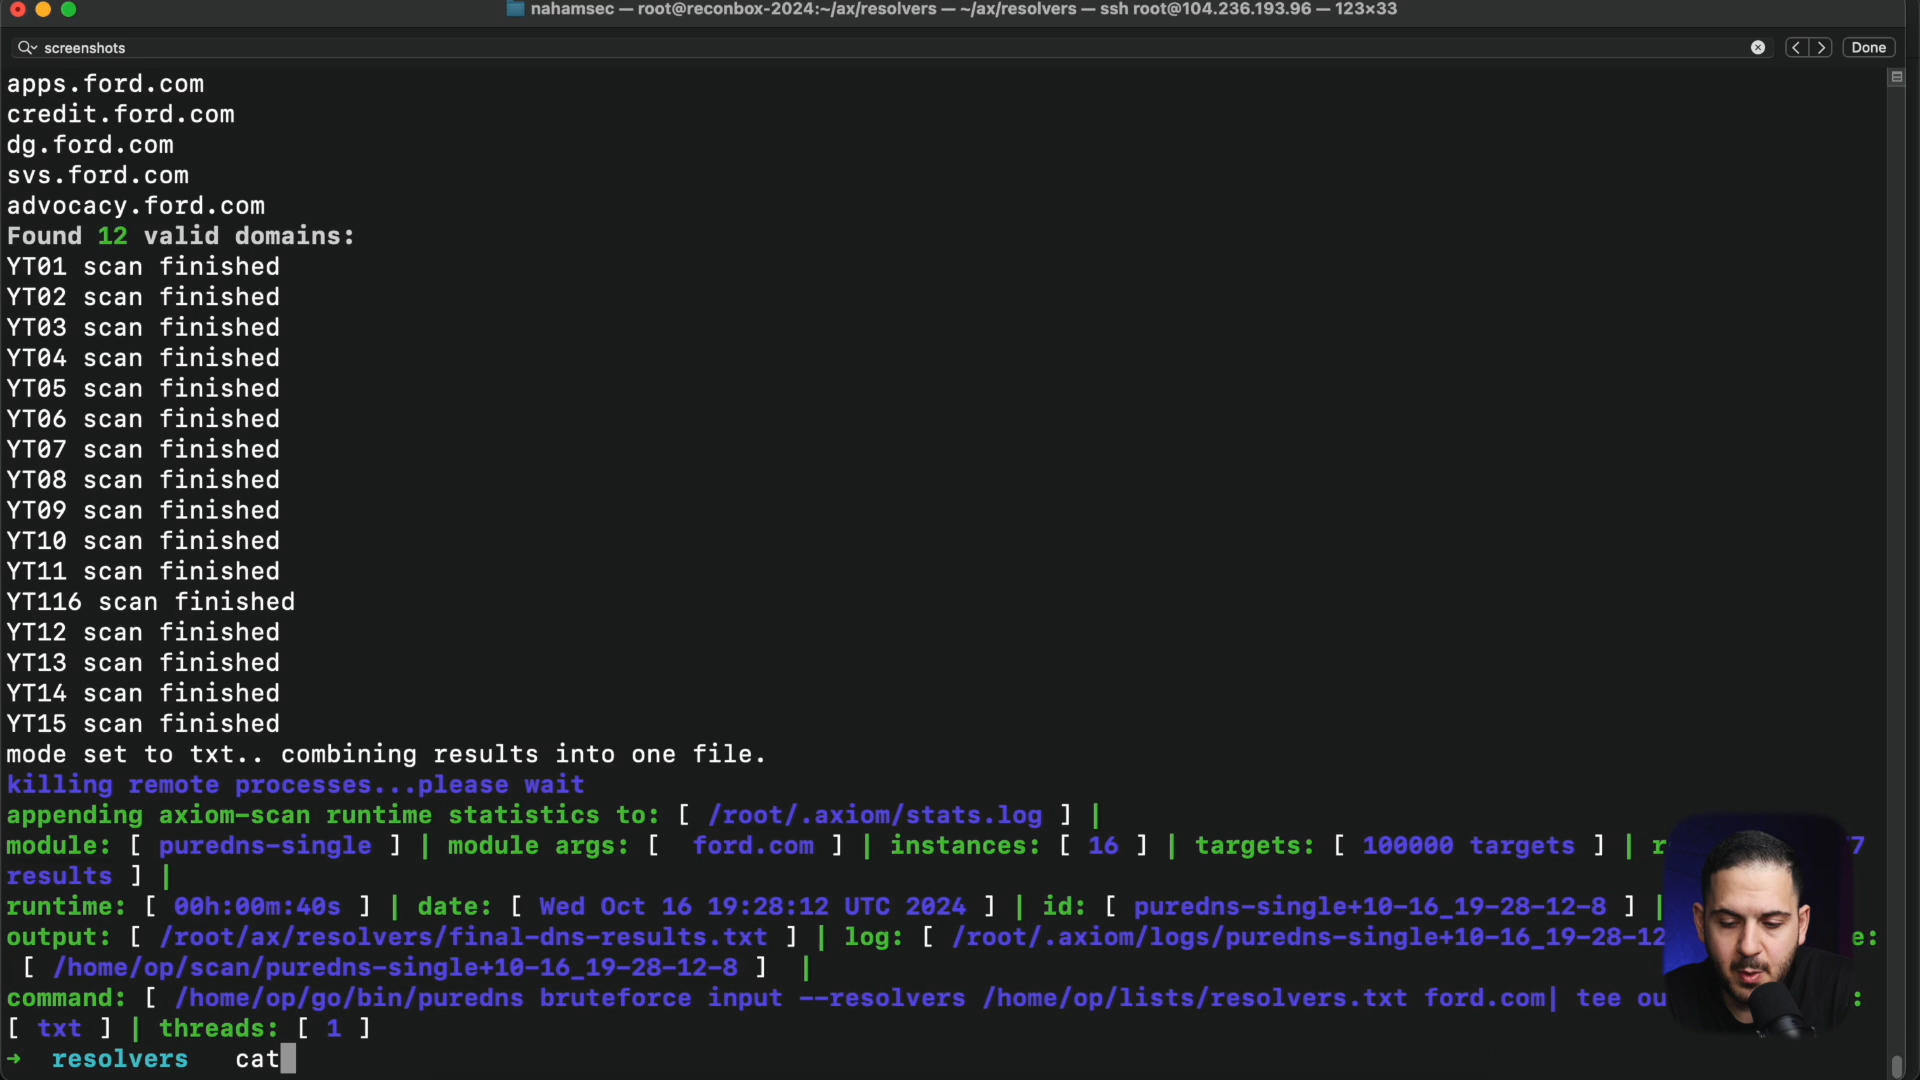 nahamsec — root@reconbox-2024:~/ax/resolvers — ~/ax/resolvers — ssh root@104.236.193.96 — 123×33
screenshots
Done
apps.ford.com
credit.ford.com
dg.ford.com
svs.ford.com
advocacy.ford.com
Found 12 valid domains:
YT01 scan finished
YT02 scan finished
YT03 scan finished
YT04 scan finished
YT05 scan finished
YT06 scan finished
YT07 scan finished
YT08 scan finished
YT09 scan finished
YT10 scan finished
YT11 scan finished
YT116 scan finished
YT12 scan finished
YT13 scan finished
YT14 scan finished
YT15 scan finished
mode set to txt.. combining results into one file.
killing remote processes...please wait
appending axiom-scan runtime statistics to: [ /root/.axiom/stats.log ] |
module: [ puredns-single ] | module args: [  ford.com ] | instances: [ 16 ] | targets: [ 100000 targets ] |
results ] |
runtime: [ 00h:00m:40s ] | date: [ Wed Oct 16 19:28:12 UTC 2024 ] | id: [ puredns-single+10-16_19-28-12-8 ] |
output: [ /root/ax/resolvers/final-dns-results.txt ] | log: [ /root/.axiom/logs/puredns-single+10-16_19-28-12
[ /home/op/scan/puredns-single+10-16_19-28-12-8 ]  |
command: [ /home/op/go/bin/puredns bruteforce input --resolvers /home/op/lists/resolvers.txt ford.com| tee
[ txt ] | threads: [ 1 ]
→ resolvers  cat